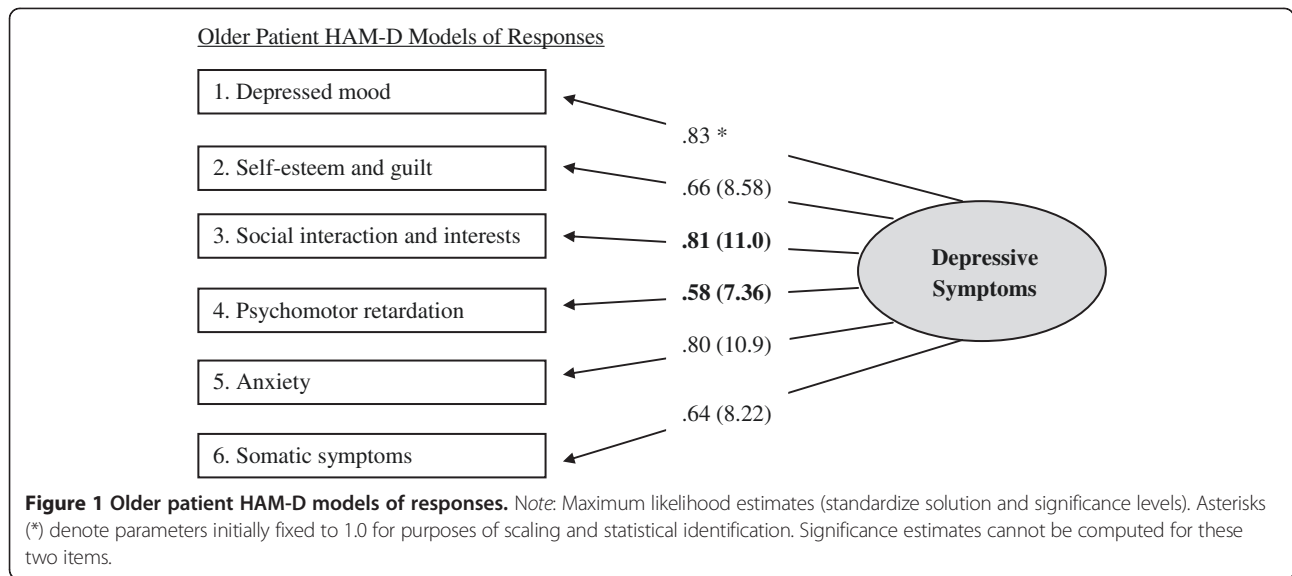 Older Patient HAM-D Models of Responses
1. Depressed mood
.83 *
2. Self-esteem and guilt
.66 (8.58)
3. Social interaction and interests
.81 (11.0)
Depressive
Symptoms
4. Psychomotor retardation
.58 (7.36)
5. Anxiety
.80 (10.9)
6. Somatic symptoms
.64 (8.22)
Figure 1 Older patient HAM-D models of responses. Note: Maximum likelihood estimates (standardize solution and significance levels). Asterisks
(*) denote parameters initially fixed to 1.0 for purposes of scaling and statistical identification. Significance estimates cannot be computed for these
two items.